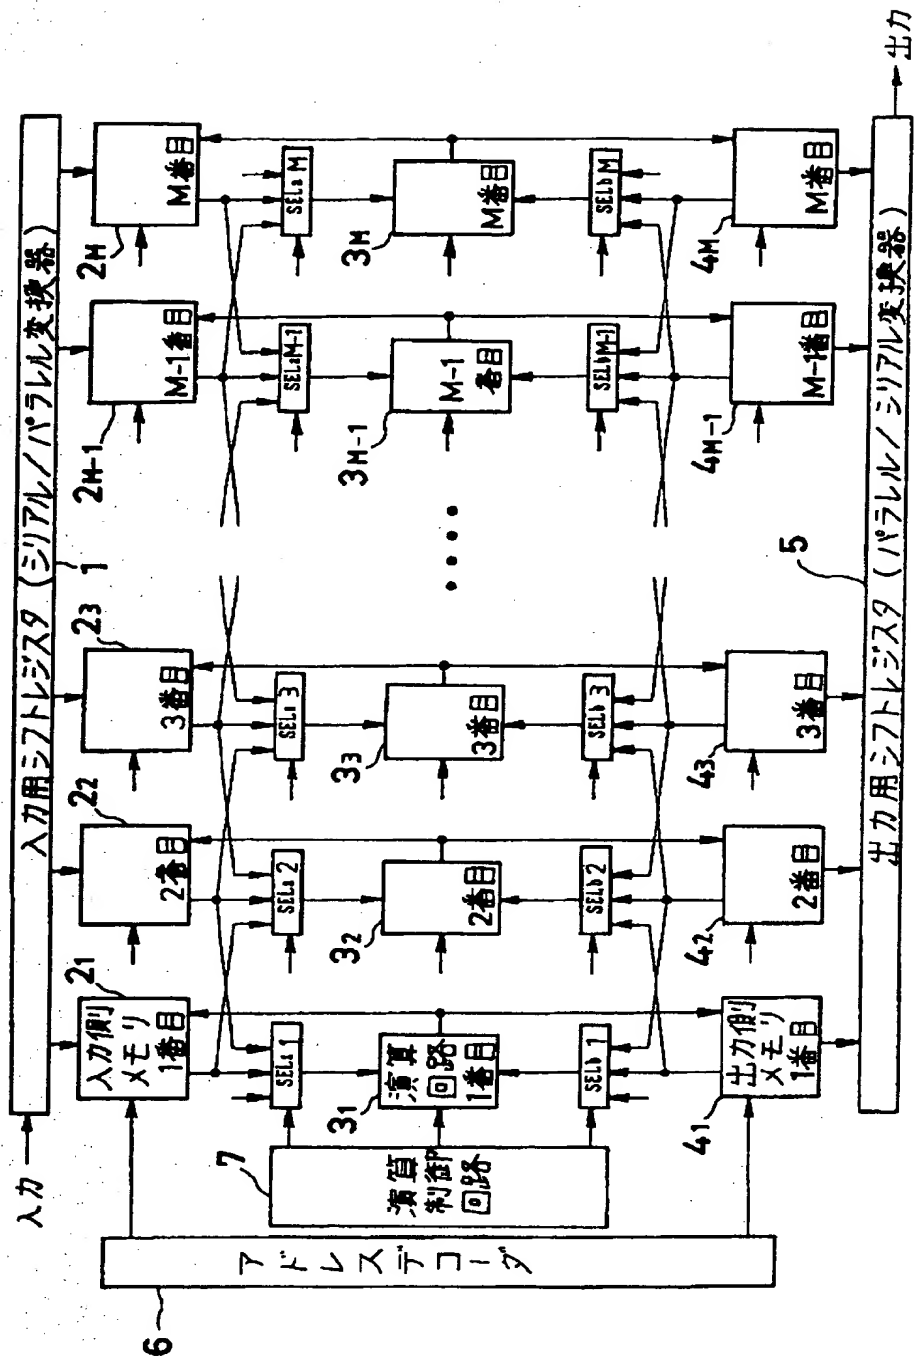 入力
入力用シフトレジスタ (シリアル/パラレル変換器)
1
21
入力側
メモリ
1番目
22
2番目
23
3番目
2M-1
M-1番目
2M
M番目
SELa 1
SELa 2
SELa 3
SELaM-1
SELa M
31
演算
回路
1番目
32
2番目
33
3番目
3M-1
M-1
番目
3M
M番目
SELb 1
SELb 2
SELb 3
SELbM-1
SELb M
41
出力側
メモリ
1番目
42
2番目
43
3番目
4M-1
M-1番目
4M
M番目
5
出力用シフトレジスタ (パラレル/シリアル変換器)
出力
6
アドレスデコーダ
7
演算
制御
回路